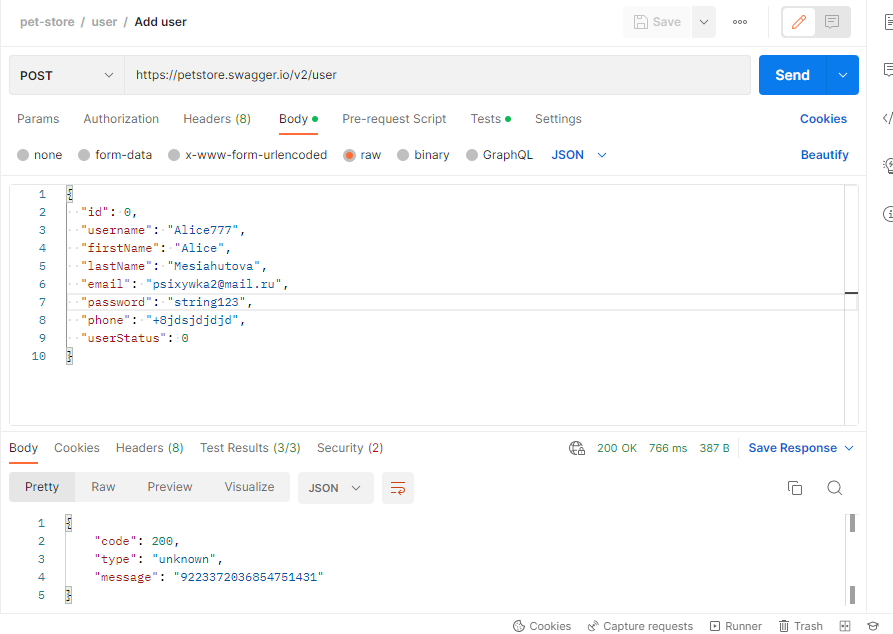 pet-store / user / Add user
Save
POST
https://petstore.swagger.io/v2/user
Send
Params Authorization Headers (8) Body Pre-request Script Tests Settings Cookies
none form-data x-www-form-urlencoded raw binary GraphQL JSON Beautify
1 {
2 "id": 0,
3 "username": "Alice777",
4 "firstName": "Alice",
5 "lastName": "Mesiahutova",
6 "email": "psixywka2@mail.ru",
7 "password": "string123",
8 "phone": "+8jdsjdjdjd",
9 "userStatus": 0
10 }
Body Cookies Headers (8) Test Results (3/3) Security (2) 200 OK 766 ms 387 B Save Response
Pretty Raw Preview Visualize JSON
1 {
2 "code": 200,
3 "type": "unknown",
4 "message": "9223372036854751431"
5 }
Cookies Capture requests Runner Trash